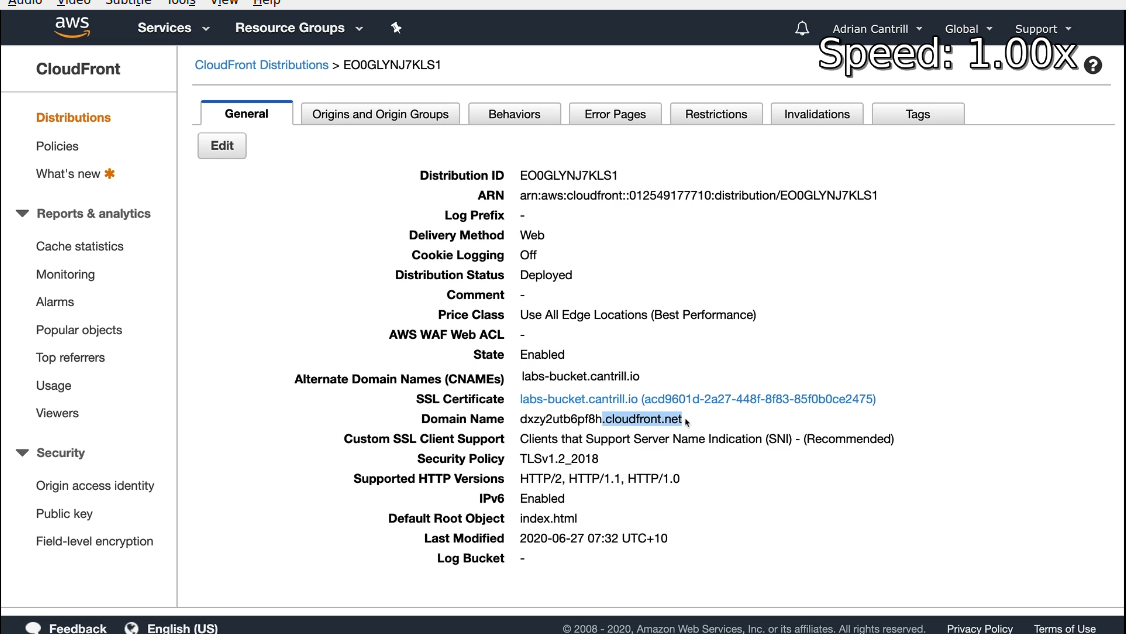 Audio Video Subtitle Tools View Help
aws Services Resource Groups Adrian Cantrill Global Support
Speed: 1.00x
CloudFront
CloudFront Distributions > EO0GLYNJ7KLS1
General Origins and Origin Groups Behaviors Error Pages Restrictions Invalidations Tags
Distributions
Policies
What's new
Reports & analytics
Cache statistics
Monitoring
Alarms
Popular objects
Top referrers
Usage
Viewers
Security
Origin access identity
Public key
Field-level encryption
Edit
Distribution ID EO0GLYNJ7KLS1
ARN arn:aws:cloudfront::012549177710:distribution/EO0GLYNJ7KLS1
Log Prefix -
Delivery Method Web
Cookie Logging Off
Distribution Status Deployed
Comment -
Price Class Use All Edge Locations (Best Performance)
AWS WAF Web ACL -
State Enabled
Alternate Domain Names (CNAMEs) labs-bucket.cantrill.io
SSL Certificate labs-bucket.cantrill.io (acd9601d-2a27-448f-8f83-85f0b0ce2475)
Domain Name dxzy2utb6pf8h.cloudfront.net
Custom SSL Client Support Clients that Support Server Name Indication (SNI) - (Recommended)
Security Policy TLSv1.2_2018
Supported HTTP Versions HTTP/2, HTTP/1.1, HTTP/1.0
IPv6 Enabled
Default Root Object index.html
Last Modified 2020-06-27 07:32 UTC+10
Log Bucket -
Feedback English (US) © 2008 - 2020, Amazon Web Services, Inc. or its affiliates. All rights reserved. Privacy Policy Terms of Use